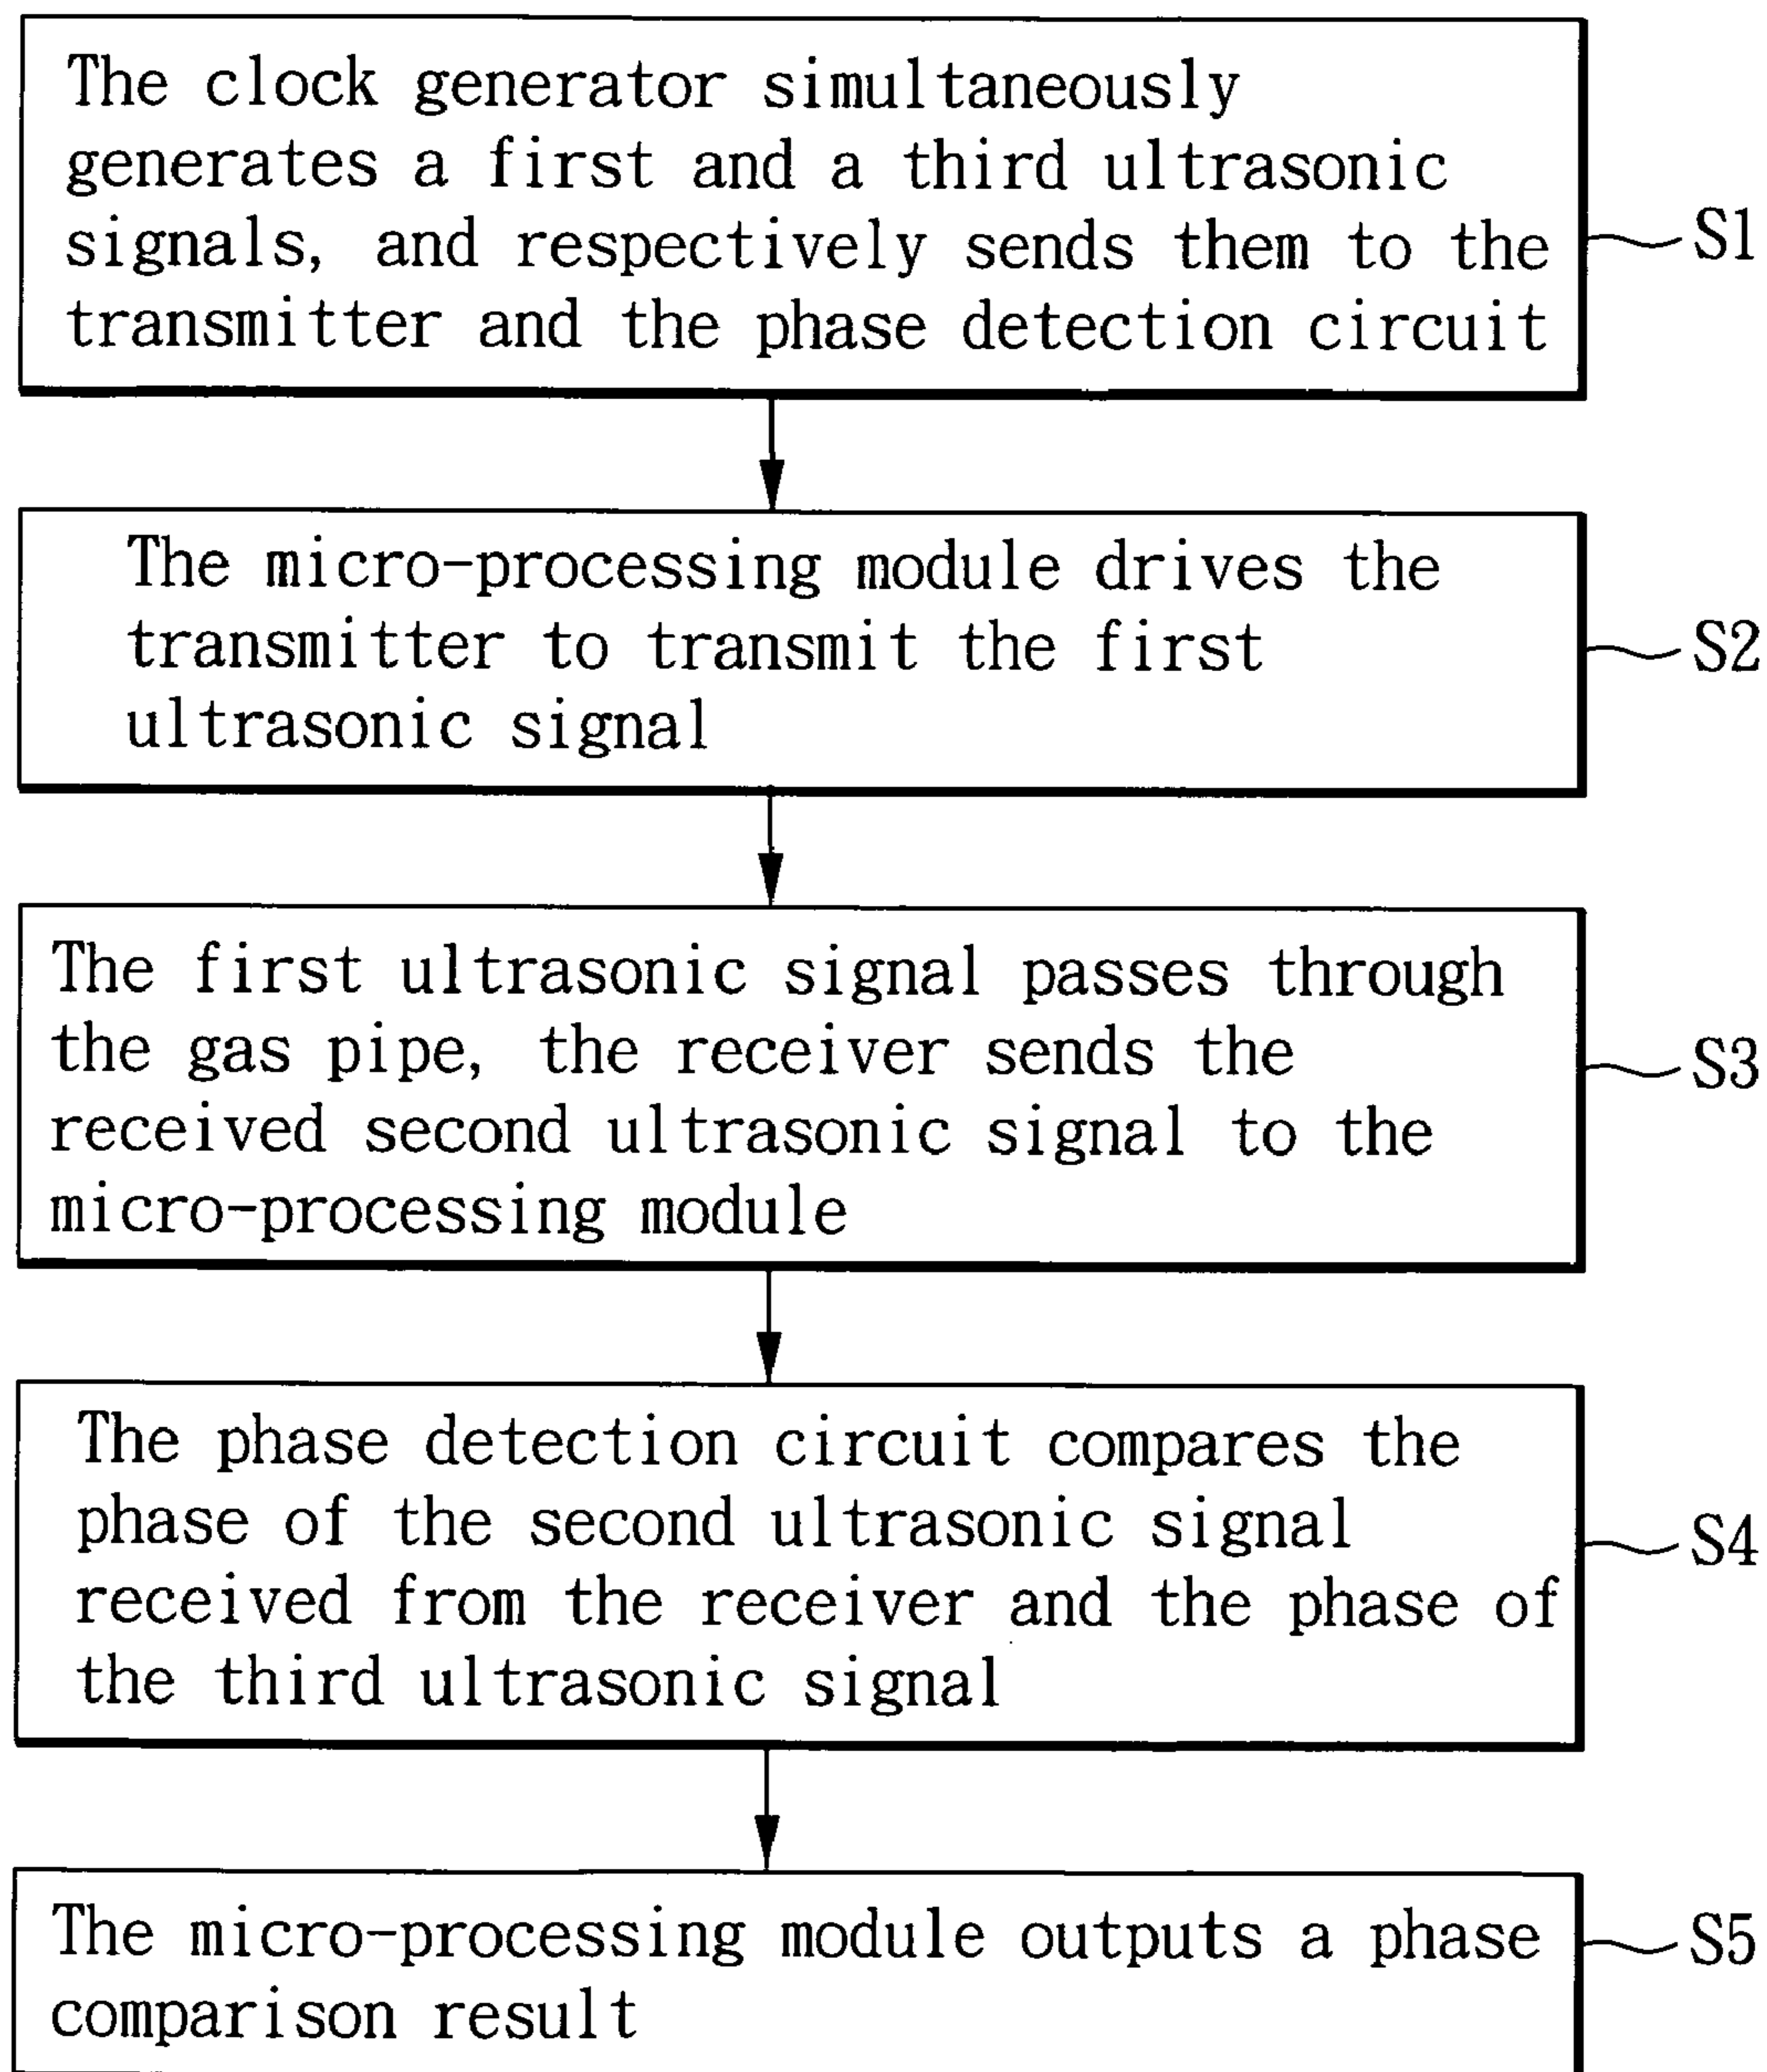 The clock generator simultaneously
generates a first and a third ultrasonic
signals, and respectively sends them to the
transmitter and the phase detection circuit
S1
The micro-processing module drives the
transmitter to transmit the first
ultrasonic signal
S2
The first ultrasonic signal passes through
the gas pipe, the receiver sends the
received second ultrasonic signal to the
micro-processing module
S3
The phase detection circuit compares the
phase of the second ultrasonic signal
received from the receiver and the phase of
the third ultrasonic signal
S4
The micro-processing module outputs a phase
comparison result
S5